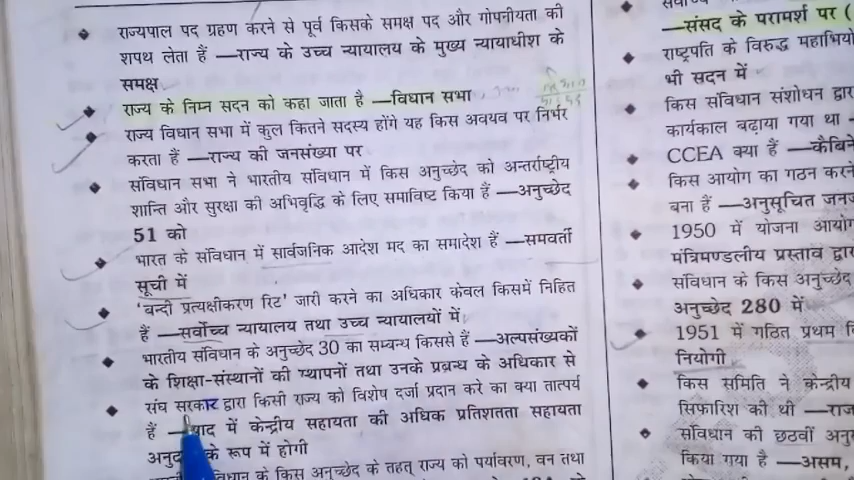 राज्यपाल पद ग्रहण करने से पूर्व किसके समक्ष पद और गोपनीयता की
शपथ लेता हैं —राज्य के उच्च न्यायालय के मुख्य न्यायाधीश के
समक्ष
राज्य के निम्न सदन को कहा जाता है —विधान सभा
राज्य विधान सभा में कुल कितने सदस्य होंगे यह किस अवयव पर निर्भर
करता हैं —राज्य की जनसंख्या पर
संविधान सभा ने भारतीय संविधान में किस अनुच्छेद को अन्तर्राष्ट्रीय
शान्ति और सुरक्षा की अभिवृद्धि के लिए समाविष्ट किया हैं —अनुच्छेद
51 को
भारत के संविधान में सार्वजनिक आदेश मद का समादेश हैं —समवर्ती
सूची में
'बन्दी प्रत्यक्षीकरण रिट' जारी करने का अधिकार केवल किसमें निहित
हैं —सर्वोच्च न्यायालय तथा उच्च न्यायालयों में
भारतीय संविधान के अनुच्छेद 30 का सम्बन्ध किससे हैं —अल्पसंख्यकों
के शिक्षा-संस्थानों की स्थापनों तथा उनके प्रबन्ध के अधिकार से
संघ सरकार द्वारा किसी राज्य को विशेष दर्जा प्रदान करे का क्या तात्पर्य
हैं में केन्द्रीय सहायता की अधिक प्रतिशतता सहायता
के रूप में होगी
के किस अनुच्छेद के तहत् राज्य को पर्यावरण, वन तथा
—संसद के परामर्श पर (
राष्ट्रपति के विरुद्ध
भी सदन में
किस संविधान संशोधन
कार्यकल बढ़ाया गया था
CCEA क्या हैं —
किस आयोग का गठन करने
बना हैं —अनुसूचित
1950 में योजना आयोग
मंत्रिमण्डलीय प्रस्ताव
संविधान के किस अनुच्छेद
अनुच्छेद 280 में
1951 में गठित प्रथम
नियोगी
किस समिति ने केन्द्रीय
सिफारिश की थी
संविधान की छठवीं
किया गया है —असम,